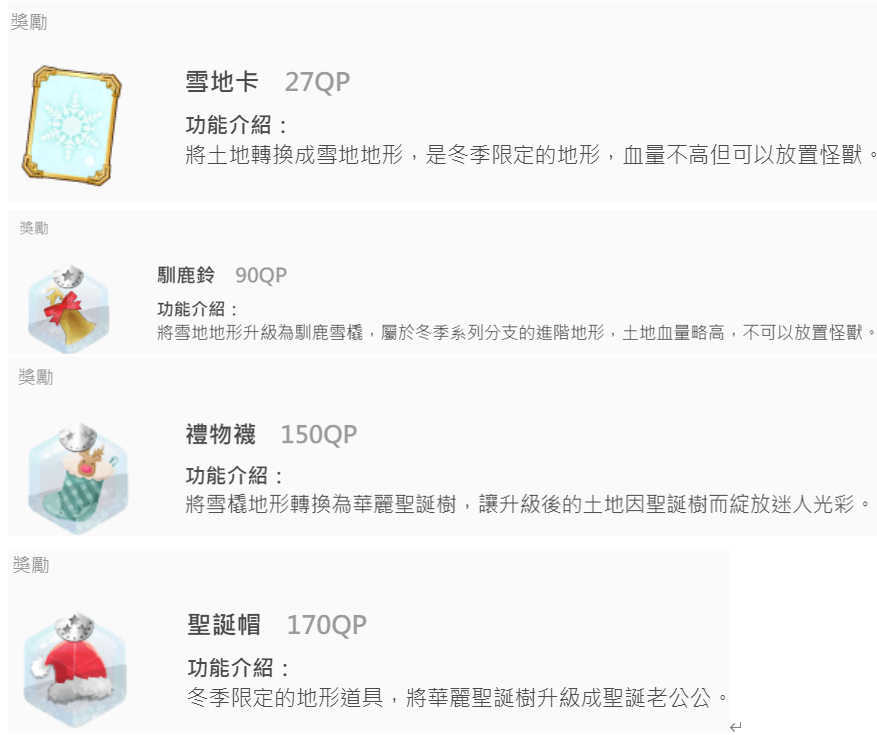 獎勵
雪地卡 27QP
功能介紹：
將土地轉換成雪地地形，是冬季限定的地形，血量不高但可以放置怪獸。
獎勵
馴鹿鈴 90QP
功能介紹：
將雪地地形升級為馴鹿雪橇，屬於冬季系列分支的進階地形，土地血量略高，不可以放置怪獸。
獎勵
禮物襪 150QP
功能介紹：
將雪橇地形轉換為華麗聖誕樹，讓升級後的土地因聖誕樹而綻放迷人光彩。
獎勵
聖誕帽 170QP
功能介紹：
冬季限定的地形道具，將華麗聖誕樹升級成聖誕老公公。